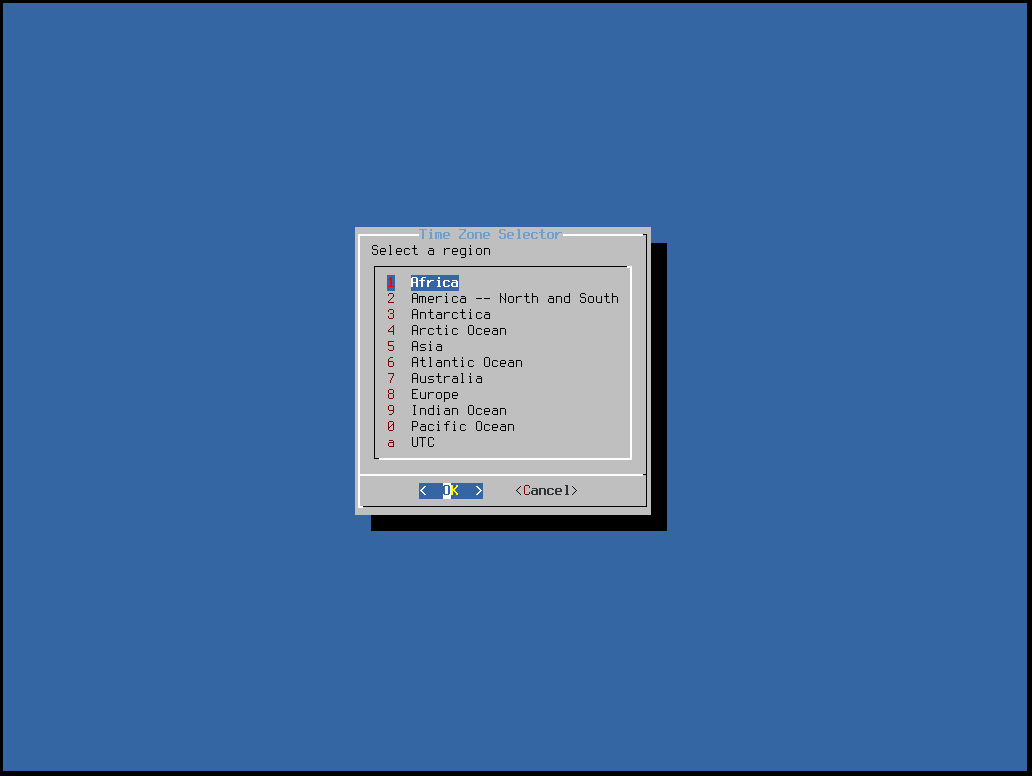 Time Zone Selector
Select a region
1 Africa
2 America -- North and South
3 Antarctica
4 Arctic Ocean
5 Asia
6 Atlantic Ocean
7 Australia
8 Europe
9 Indian Ocean
0 Pacific Ocean
a UTC
< OK > <Cancel>